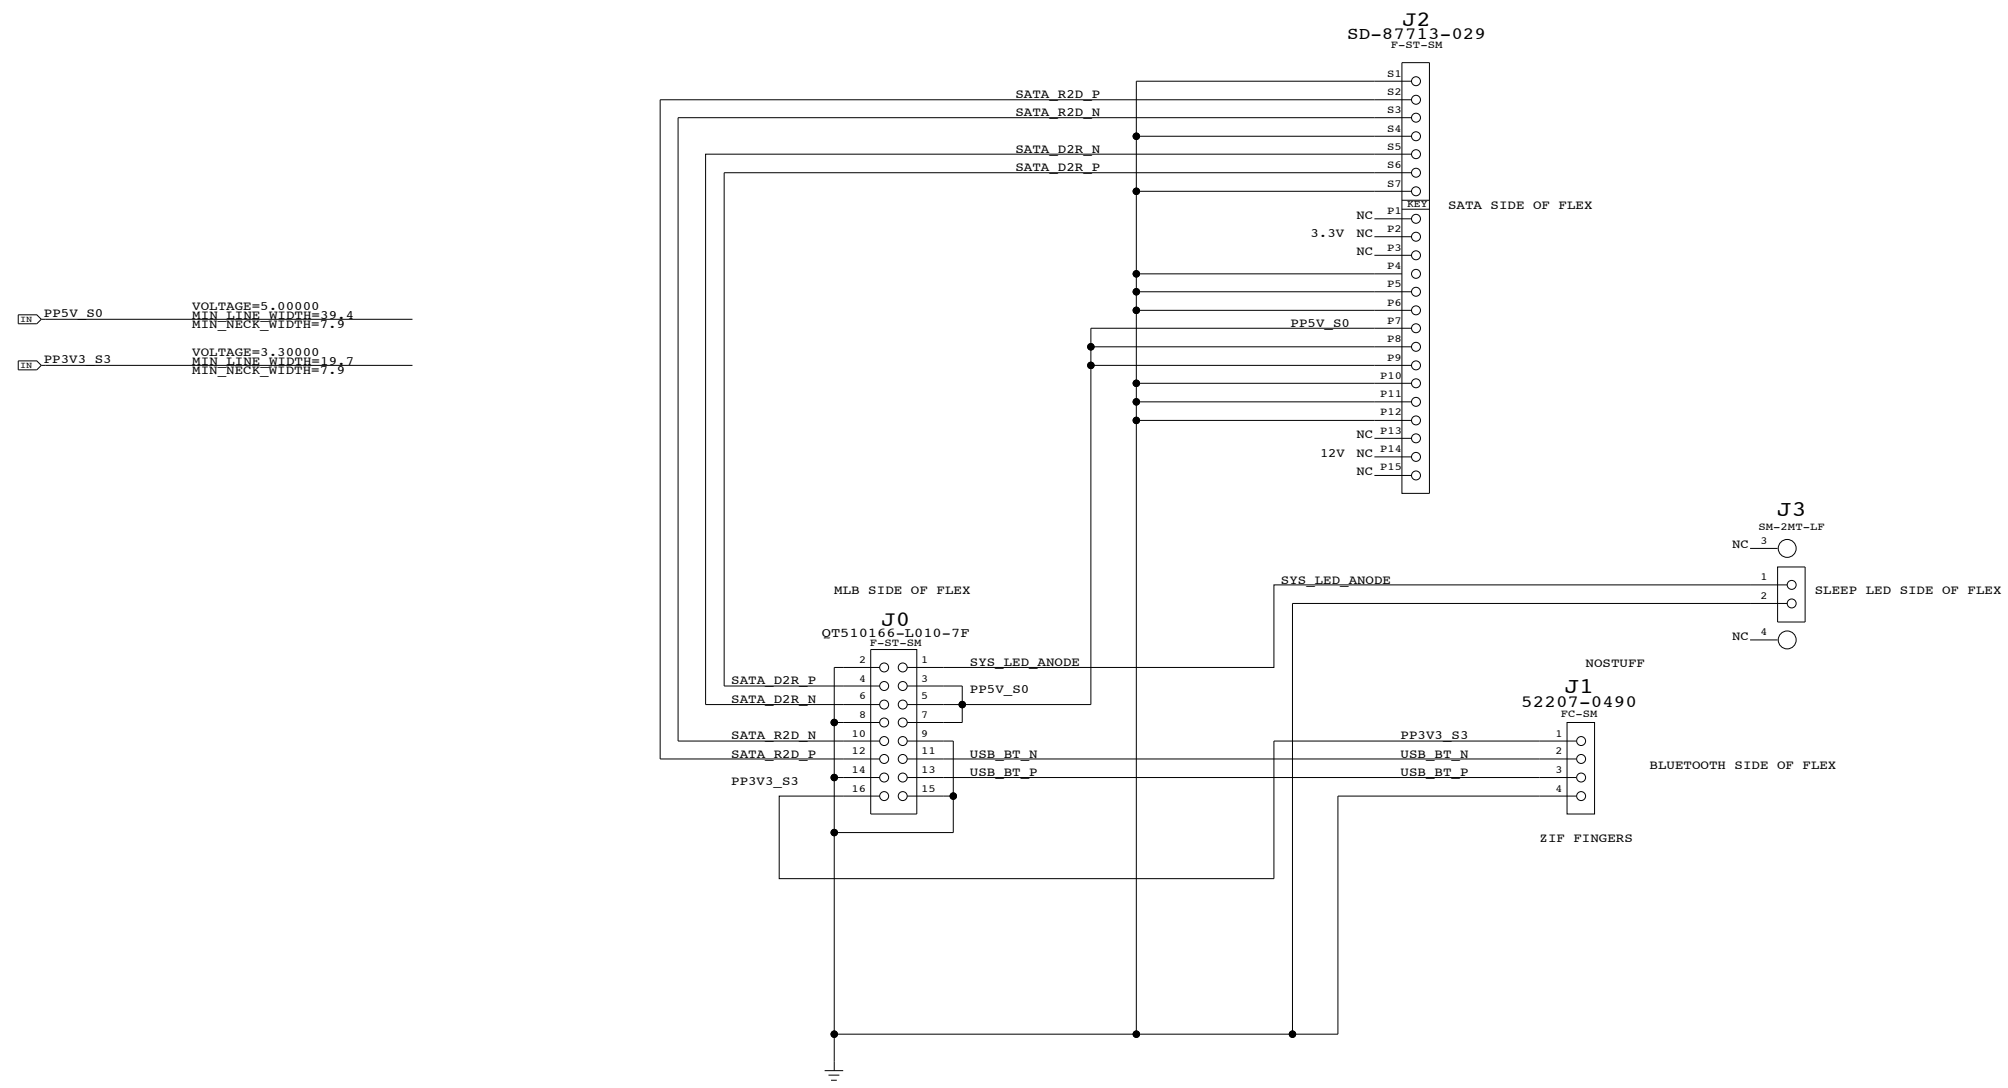 J2
SD-87713-029
F-ST-SM
S1
SATA_R2D_P S2
SATA_R2D_N S3
S4
SATA_D2R_N S5
SATA_D2R_P S6
S7
KEY SATA SIDE OF FLEX
NC P1
3.3V NC P2
NC P3
P4
P5
P6
PP5V_S0 P7
P8
P9
P10
P11
P12
NC P13
12V NC P14
NC P15
IN PP5V_S0
VOLTAGE=5.00000
MIN_LINE_WIDTH=39.4
MIN_NECK_WIDTH=7.9
IN PP3V3_S3
VOLTAGE=3.30000
MIN_LINE_WIDTH=19.7
MIN_NECK_WIDTH=7.9
J3
SM-2MT-LF
NC 3
SYS_LED_ANODE 1
2
SLEEP LED SIDE OF FLEX
NC 4
MLB SIDE OF FLEX
J0
QT510166-L010-7F
F-ST-SM
2 1 SYS_LED_ANODE
SATA_D2R_P 4 3
PP5V_S0
SATA_D2R_N 6 5
8 7
SATA_R2D_N 10 9
SATA_R2D_P 12 11 USB_BT_N
14 13 USB_BT_P
PP3V3_S3 16 15
NOSTUFF
J1
52207-0490
FC-SM
PP3V3_S3 1
USB_BT_N 2
USB_BT_P 3
4
BLUETOOTH SIDE OF FLEX
ZIF FINGERS